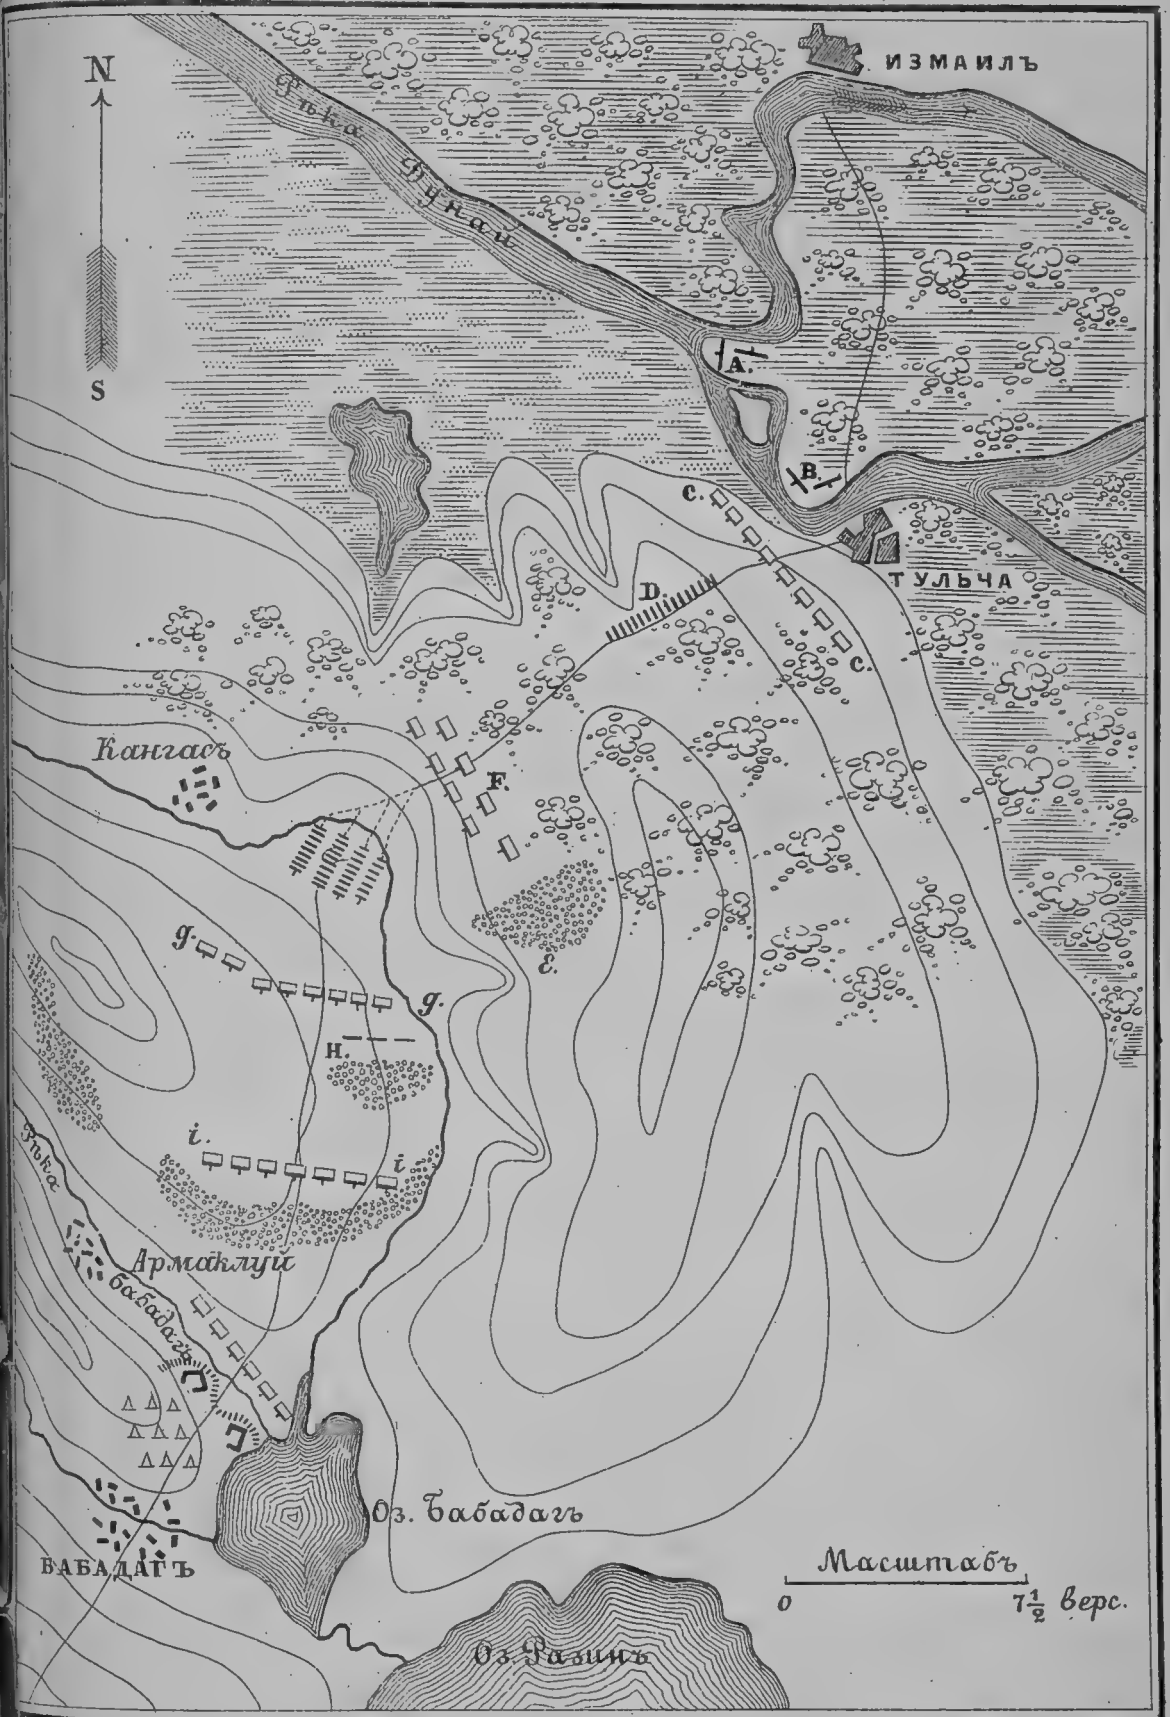 N
ИЗМАИЛЪ
Рѣка
Дунай
S
A.
B.
c.
ТУЛЬЧА
D.
c.
Кангасъ
F.
g.
ε.
g.
H.
i.
i
Рѣка
Армаклуй
бабадагъ
Оз. Бабадагъ
БАБАДАГЪ
Масштабъ
0
7½ верс.
Оз. Разинъ